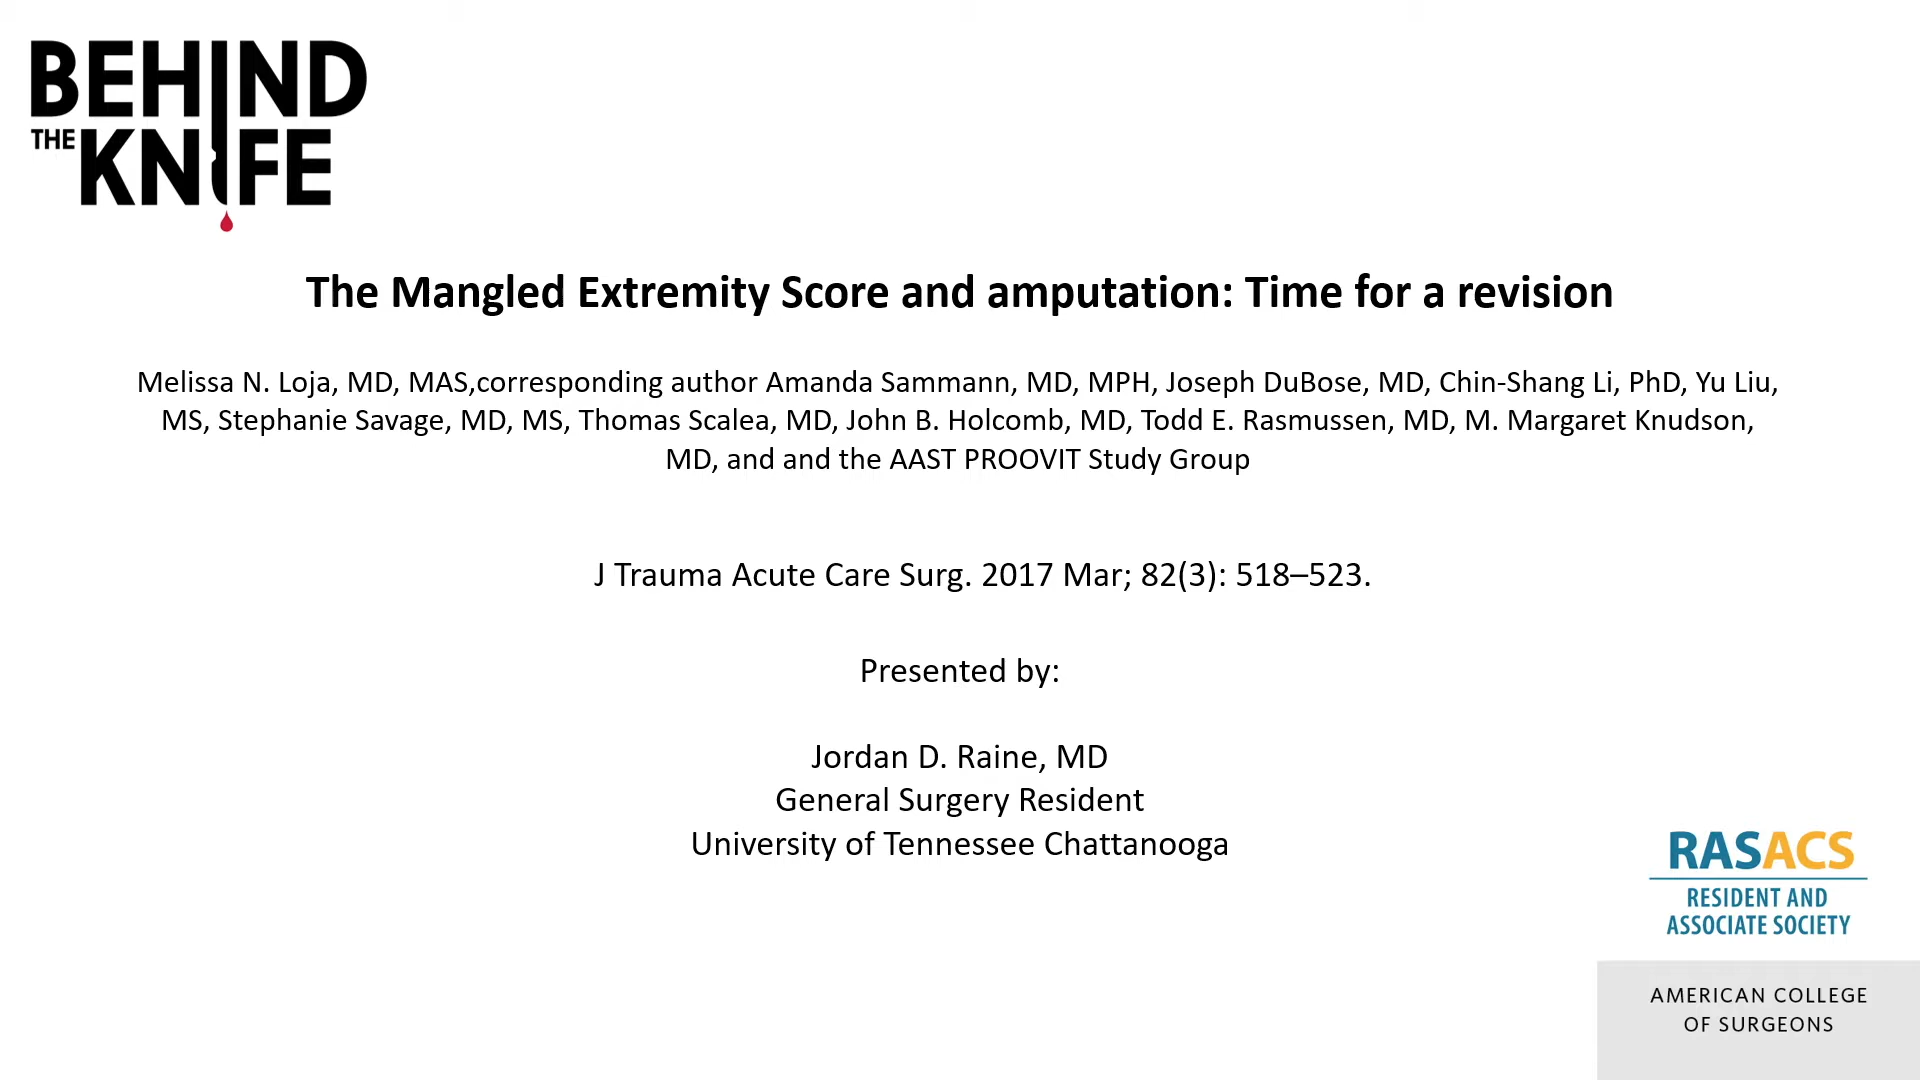 BEHIND
THE KNIFE
The Mangled Extremity Score and amputation: Time for a revision
Melissa N. Loja, MD, MAS,corresponding author Amanda Sammann, MD, MPH, Joseph DuBose, MD, Chin-Shang Li, PhD, Yu Liu,
MS, Stephanie Savage, MD, MS, Thomas Scalea, MD, John B. Holcomb, MD, Todd E. Rasmussen, MD, M. Margaret Knudson,
MD, and and the AAST PROOVIT Study Group
J Trauma Acute Care Surg. 2017 Mar; 82(3): 518–523.
Presented by:
Jordan D. Raine, MD
General Surgery Resident
University of Tennessee Chattanooga
RASACS
RESIDENT AND
ASSOCIATE SOCIETY
AMERICAN COLLEGE
OF SURGEONS